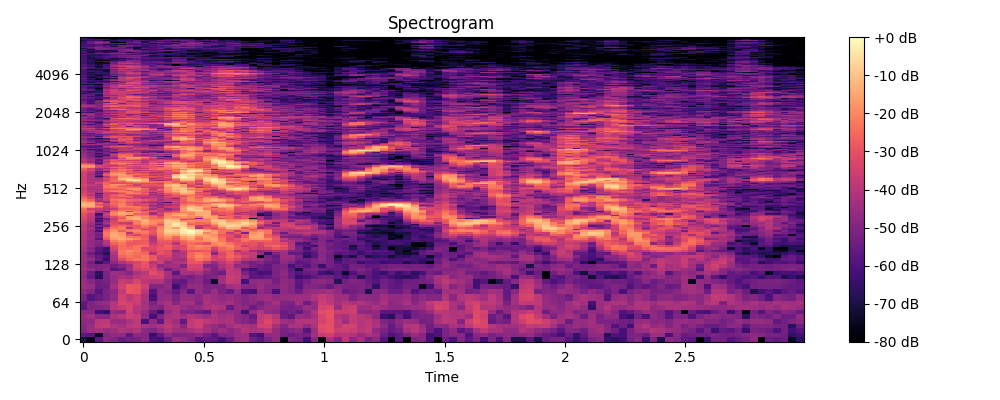 Spectrogram
+0 dB
4096
-10 dB
2048
-20 dB
1024
-30 dB
Hz
512
-40 dB
256
-50 dB
128
-60 dB
64
-70 dB
0
-80 dB
0 0.5 1 1.5 2 2.5
Time